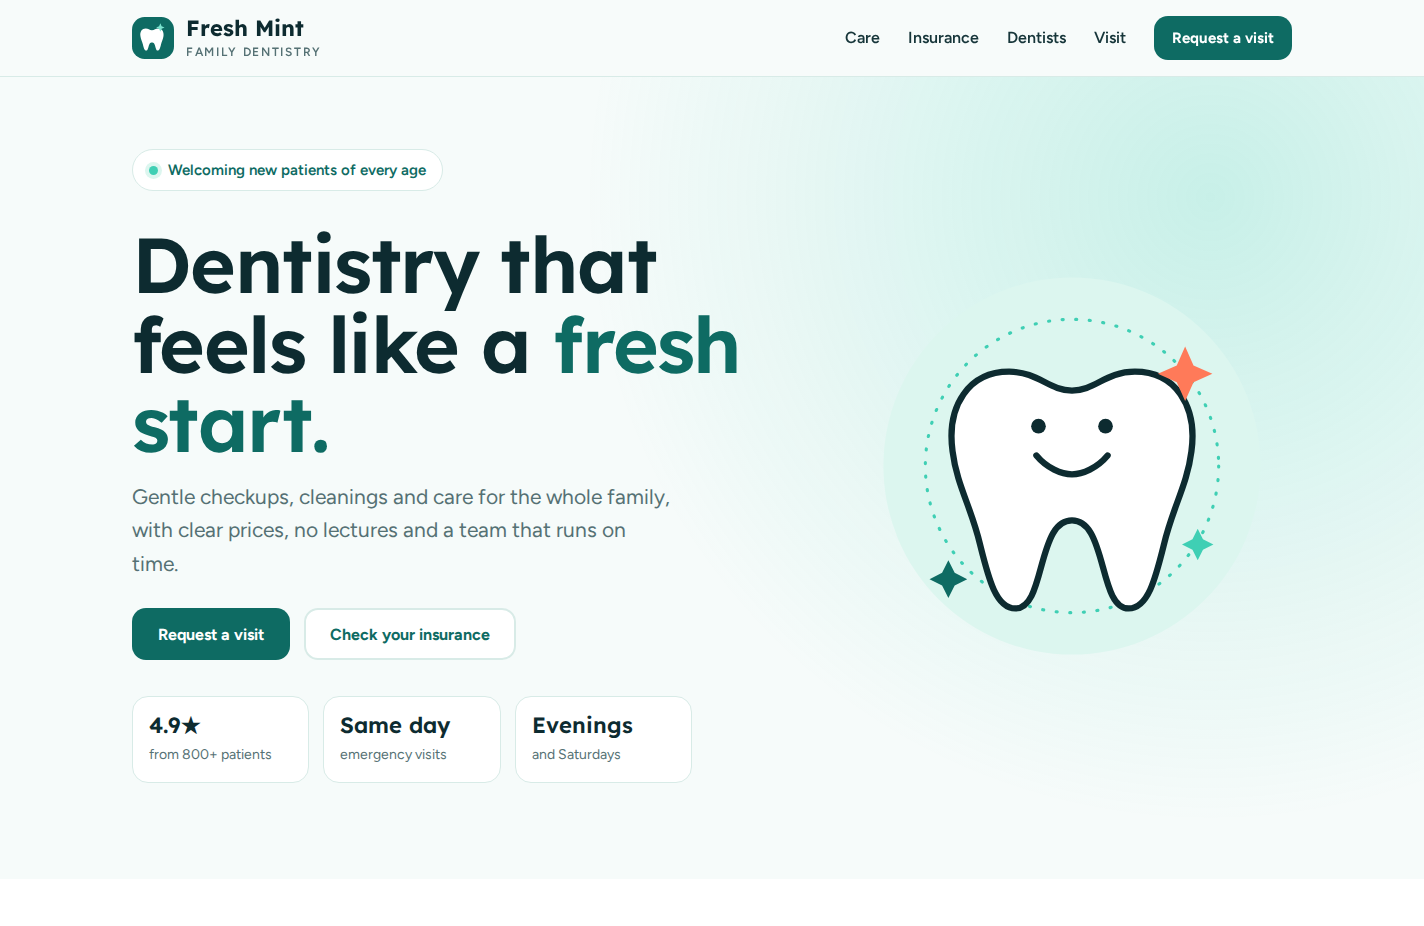 Fresh Mint
FAMILY DENTISTRY
Care
Insurance
Dentists
Visit
Request a visit
Welcoming new patients of every age
Dentistry that
feels like a fresh
start.
Gentle checkups, cleanings and care for the whole family,
with clear prices, no lectures and a team that runs on
time.
Request a visit
Check your insurance
4.9★
from 800+ patients
Same day
emergency visits
Evenings
and Saturdays